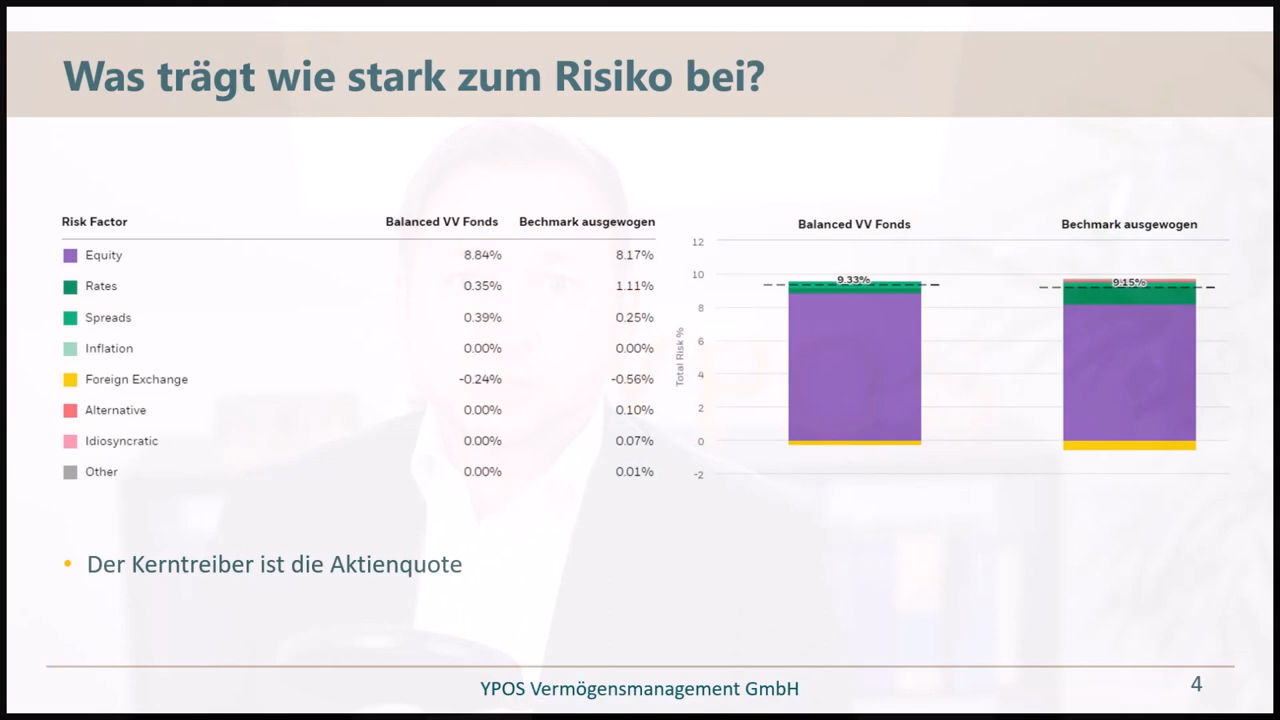 Was trägt wie stark zum Risiko bei?
Risk Factor Balanced VV Fonds Bechmark ausgewogen
Equity 8.84% 8.17%
Rates 0.35% 1.11%
Spreads 0.39% 0.25%
Inflation 0.00% 0.00%
Foreign Exchange -0.24% -0.56%
Alternative 0.00% 0.10%
Idiosyncratic 0.00% 0.07%
Other 0.00% 0.01%
Balanced VV Fonds Bechmark ausgewogen
Total Risk %
12
10
8
6
4
2
0
-2
9.33% 9.15%
• Der Kerntreiber ist die Aktienquote
YPOS Vermögensmanagement GmbH
4